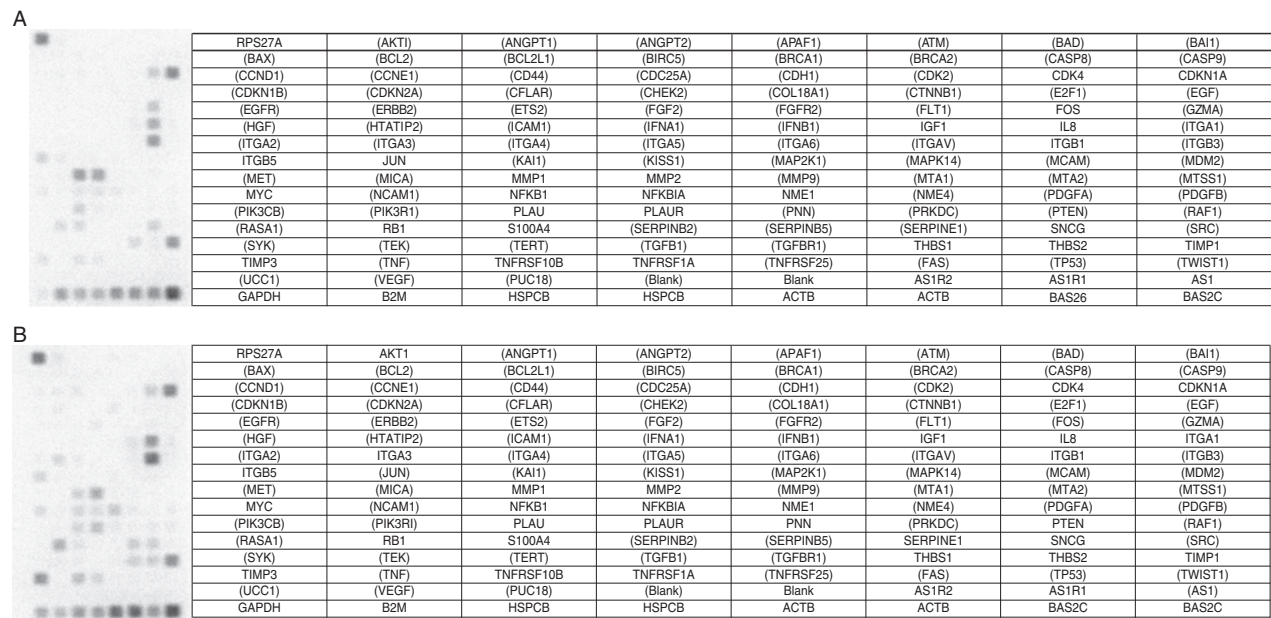 A
RPS27A (AKTI) (ANGPT1) (ANGPT2) (APAF1) (ATM) (BAD) (BAI1)
(BAX) (BCL2) (BCL2L1) (BIRC5) (BRCA1) (BRCA2) (CASP8) (CASP9)
(CCND1) (CCNE1) (CD44) (CDC25A) (CDH1) (CDK2) CDK4 CDKN1A
(CDKN1B) (CDKN2A) (CFLAR) (CHEK2) (COL18A1) (CTNNB1) (E2F1) (EGF)
(EGFR) (ERBB2) (ETS2) (FGF2) (FGFR2) (FLT1) FOS (GZMA)
(HGF) (HTATIP2) (ICAM1) (IFNA1) (IFNB1) IGF1 IL8 (ITGA1)
(ITGA2) (ITGA3) (ITGA4) (ITGA5) (ITGA6) (ITGAV) ITGB1 (ITGB3)
ITGB5 JUN (KAI1) (KISS1) (MAP2K1) (MAPK14) (MCAM) (MDM2)
(MET) (MICA) MMP1 MMP2 (MMP9) (MTA1) (MTA2) (MTSS1)
MYC (NCAM1) NFKB1 NFKBIA NME1 (NME4) (PDGFA) (PDGFB)
(PIK3CB) (PIK3R1) PLAU PLAUR (PNN) (PRKDC) (PTEN) (RAF1)
(RASA1) RB1 S100A4 (SERPINB2) (SERPINB5) (SERPINE1) SNCG (SRC)
(SYK) (TEK) (TERT) (TGFB1) (TGFBR1) THBS1 THBS2 TIMP1
TIMP3 (TNF) TNFRSF10B TNFRSF1A (TNFRSF25) (FAS) (TP53) (TWIST1)
(UCC1) (VEGF) (PUC18) (Blank) Blank AS1R2 AS1R1 AS1
GAPDH B2M HSPCB HSPCB ACTB ACTB BAS26 BAS2C
B
RPS27A AKT1 (ANGPT1) (ANGPT2) (APAF1) (ATM) (BAD) (BAI1)
(BAX) (BCL2) (BCL2L1) (BIRC5) (BRCA1) (BRCA2) (CASP8) (CASP9)
(CCND1) (CCNE1) (CD44) (CDC25A) (CDH1) (CDK2) CDK4 CDKN1A
(CDKN1B) (CDKN2A) (CFLAR) (CHEK2) (COL18A1) (CTNNB1) (E2F1) (EGF)
(EGFR) (ERBB2) (ETS2) (FGF2) (FGFR2) (FLT1) (FOS) (GZMA)
(HGF) (HTATIP2) (ICAM1) (IFNA1) (IFNB1) IGF1 IL8 ITGA1
(ITGA2) ITGA3 (ITGA4) (ITGA5) (ITGA6) (ITGAV) ITGB1 (ITGB3)
ITGB5 (JUN) (KAI1) (KISS1) (MAP2K1) (MAPK14) (MCAM) (MDM2)
(MET) (MICA) MMP1 MMP2 (MMP9) (MTA1) (MTA2) (MTSS1)
MYC (NCAM1) NFKB1 NFKBIA NME1 (NME4) (PDGFA) (PDGFB)
(PIK3CB) (PIK3RI) PLAU PLAUR PNN (PRKDC) PTEN (RAF1)
(RASA1) RB1 S100A4 (SERPINB2) (SERPINB5) SERPINE1 SNCG (SRC)
(SYK) (TEK) (TERT) (TGFB1) (TGFBR1) THBS1 THBS2 TIMP1
TIMP3 (TNF) TNFRSF10B TNFRSF1A (TNFRSF25) (FAS) (TP53) (TWIST1)
(UCC1) (VEGF) (PUC18) (Blank) Blank AS1R2 AS1R1 (AS1)
GAPDH B2M HSPCB HSPCB ACTB ACTB BAS2C BAS2C